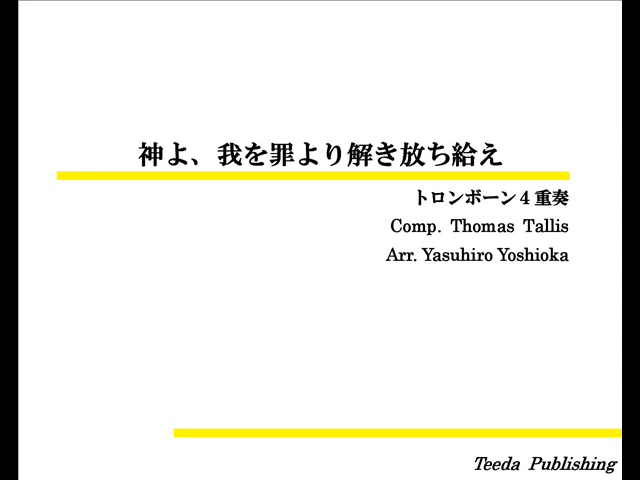 神よ、我を罪より解き放ち給え
トロンボーン４重奏
Comp. Thomas Tallis
Arr. Yasuhiro Yoshioka
Teeda Publishing